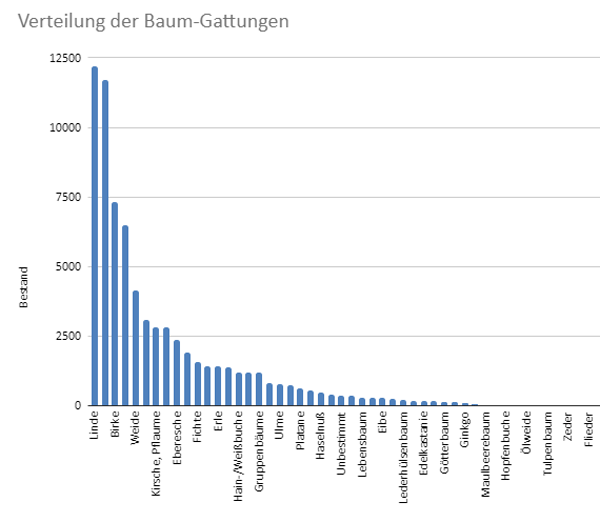 Verteilung der Baum-Gattungen
12500
10000
7500
5000
2500
0
Bestand
Linde
Birke
Weide
Kirsche, Pflaume
Eberesche
Fichte
Erle
Hain-/Weißbuche
Gruppenbäume
Ulme
Platane
Haselnuß
Unbestimmt
Lebensbaum
Eibe
Lederhülsenbaum
Edelkastanie
Götterbaum
Ginkgo
Maulbeerebaum
Hopfenbuche
Ölweide
Tulpenbaum
Zeder
Flieder